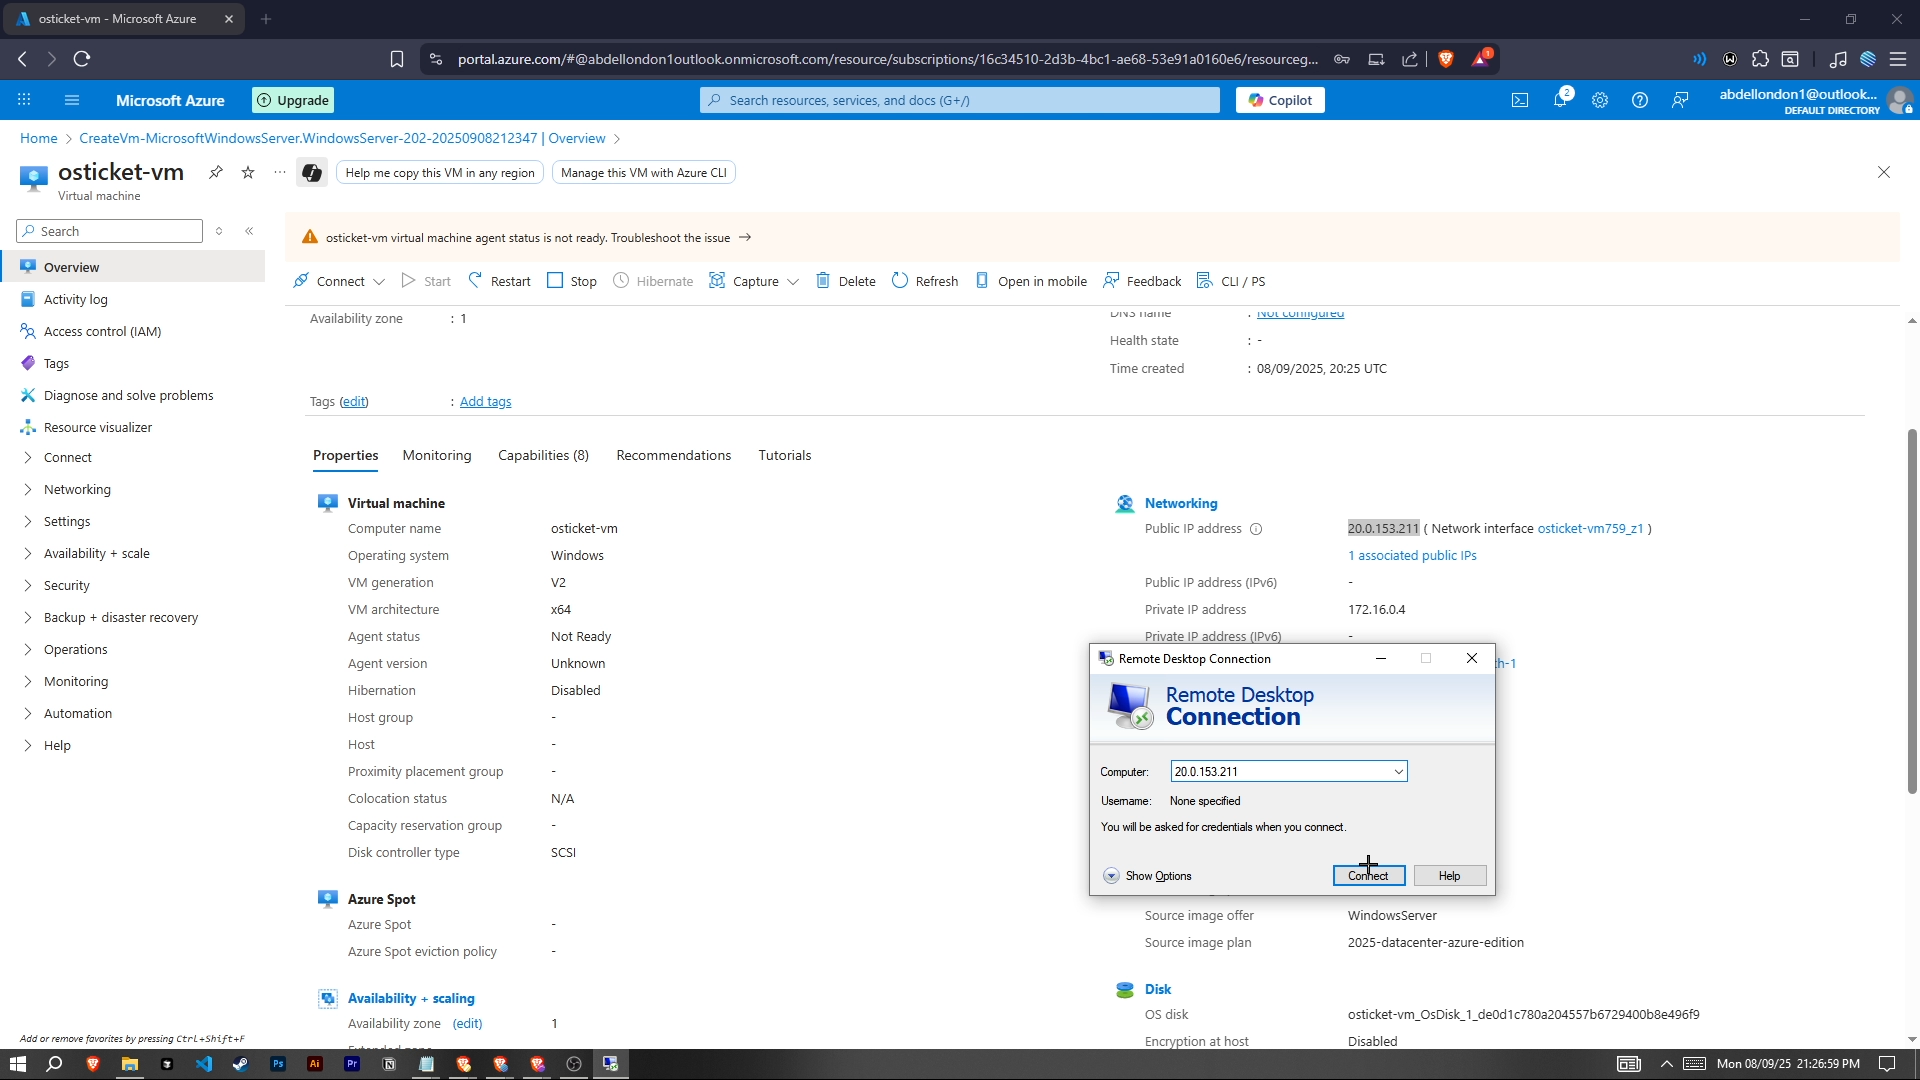 osticket-vm - Microsoft Azure
portal.azure.com/#@abdellondon1outlook.onmicrosoft.com/resource/subscriptions/16c34510-2d3b-4bc1-ae68-53e91a0160e6/resourceg...
1
Microsoft Azure
Upgrade
Search resources, services, and docs (G+/)
Copilot
2
abdellondon1@outlook...
DEFAULT DIRECTORY
Home > CreateVm-MicrosoftWindowsServer.WindowsServer-202-20250908212347 | Overview >
osticket-vm
Virtual machine
Help me copy this VM in any region
Manage this VM with Azure CLI
Search
Overview
Activity log
Access control (IAM)
Tags
Diagnose and solve problems
Resource visualizer
Connect
Networking
Settings
Availability + scale
Security
Backup + disaster recovery
Operations
Monitoring
Automation
Help
Add or remove favorites by pressing Ctrl+Shift+F
osticket-vm virtual machine agent status is not ready. Troubleshoot the issue →
Connect Start Restart Stop Hibernate Capture Delete Refresh Open in mobile Feedback CLI / PS
Availability zone : 1
DNS name : Not configured
Health state : -
Time created : 08/09/2025, 20:25 UTC
Tags (edit) : Add tags
Properties Monitoring Capabilities (8) Recommendations Tutorials
Virtual machine
Computer name osticket-vm
Operating system Windows
VM generation V2
VM architecture x64
Agent status Not Ready
Agent version Unknown
Hibernation Disabled
Host group -
Host -
Proximity placement group -
Colocation status N/A
Capacity reservation group -
Disk controller type SCSI
Azure Spot
Azure Spot -
Azure Spot eviction policy -
Availability + scaling
Availability zone (edit) 1
Networking
Public IP address 20.0.153.211 ( Network interface osticket-vm759_z1 )
1 associated public IPs
Public IP address (IPv6) -
Private IP address 172.16.0.4
Private IP address (IPv6) -
th-1
Remote Desktop Connection
Remote Desktop
Connection
Computer: 20.0.153.211
Username: None specified
You will be asked for credentials when you connect.
Show Options
Connect
Help
Source image offer WindowsServer
Source image plan 2025-datacenter-azure-edition
Disk
OS disk osticket-vm_OsDisk_1_de0d1c780a204557b6729400b8e496f9
Encryption at host Disabled
Ps
Ai
Pr
Mon 08/09/25 21:26:59 PM